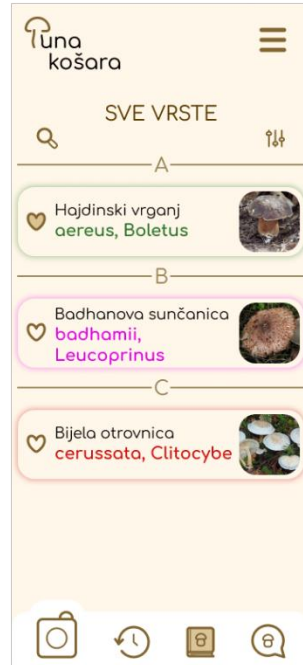 Puna
košara
SVE VRSTE
A
Hajdinski vrganj
aereus, Boletus
B
Badhanova sunčanica
badhamii,
Leucoprinus
C
Bijela otrovnica
cerussata, Clitocybe